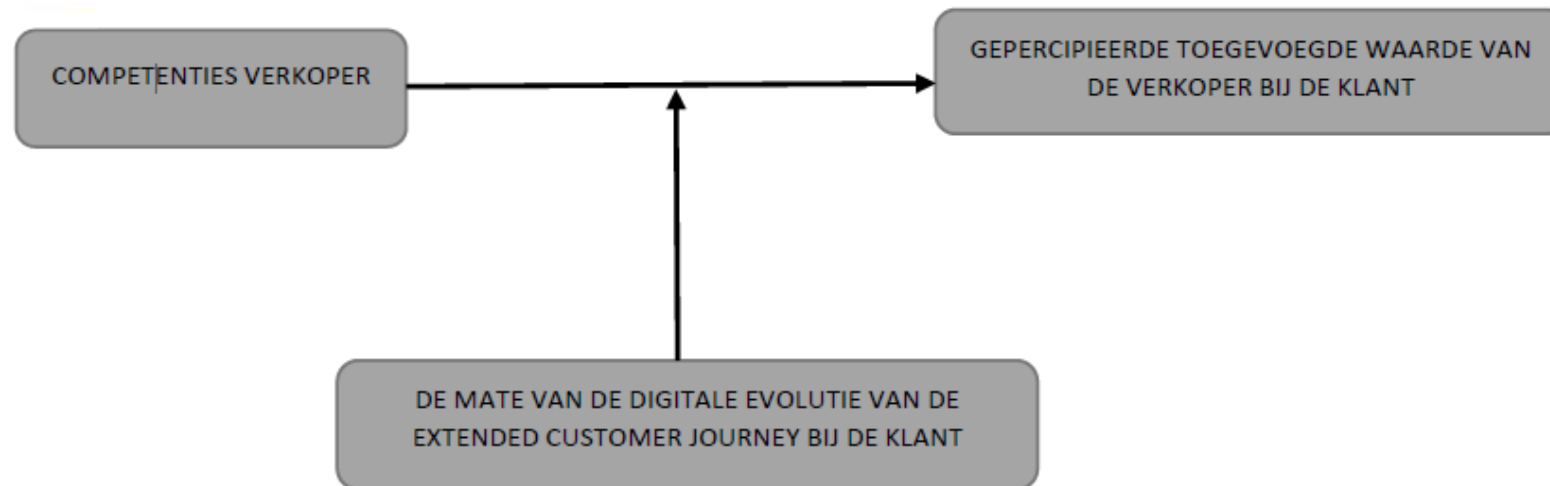 COMPETENTIES VERKOPER
GEPERCIPIEERDE TOEGEVOEGDE WAARDE VAN
DE VERKOPER BIJ DE KLANT
DE MATE VAN DE DIGITALE EVOLUTIE VAN DE
EXTENDED CUSTOMER JOURNEY BIJ DE KLANT